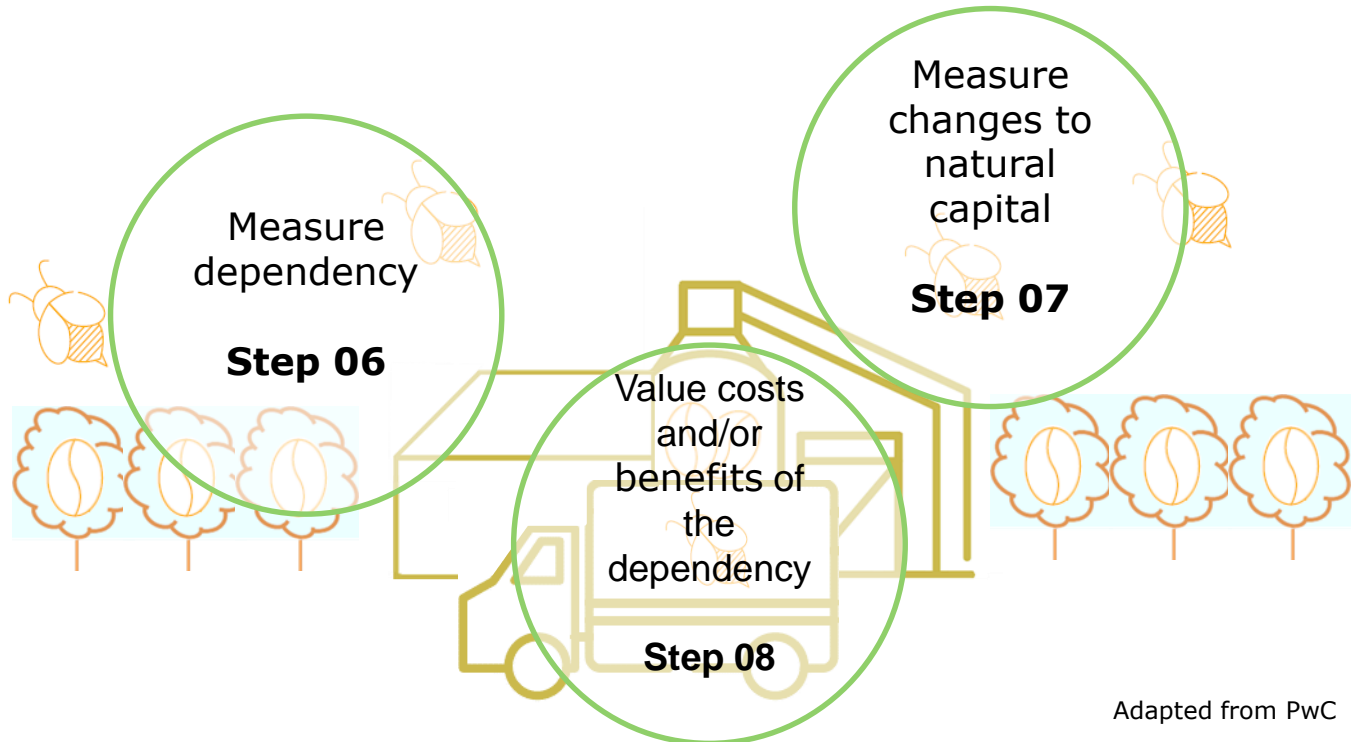 Measure
dependency
Step 06
Measure
changes to
natural
capital
Step 07
Value costs
and/or
benefits of
the
dependency
Step 08
Adapted from PwC